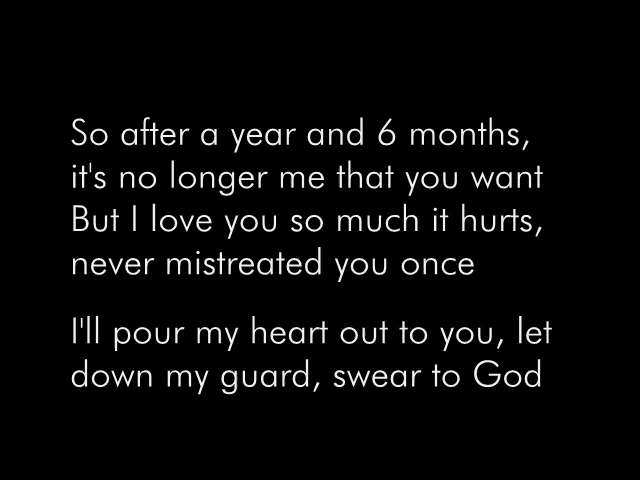 So after a year and 6 months,
it's no longer me that you want
But I love you so much it hurts,
never mistreated you once
I'll pour my heart out to you, let
down my guard, swear to God